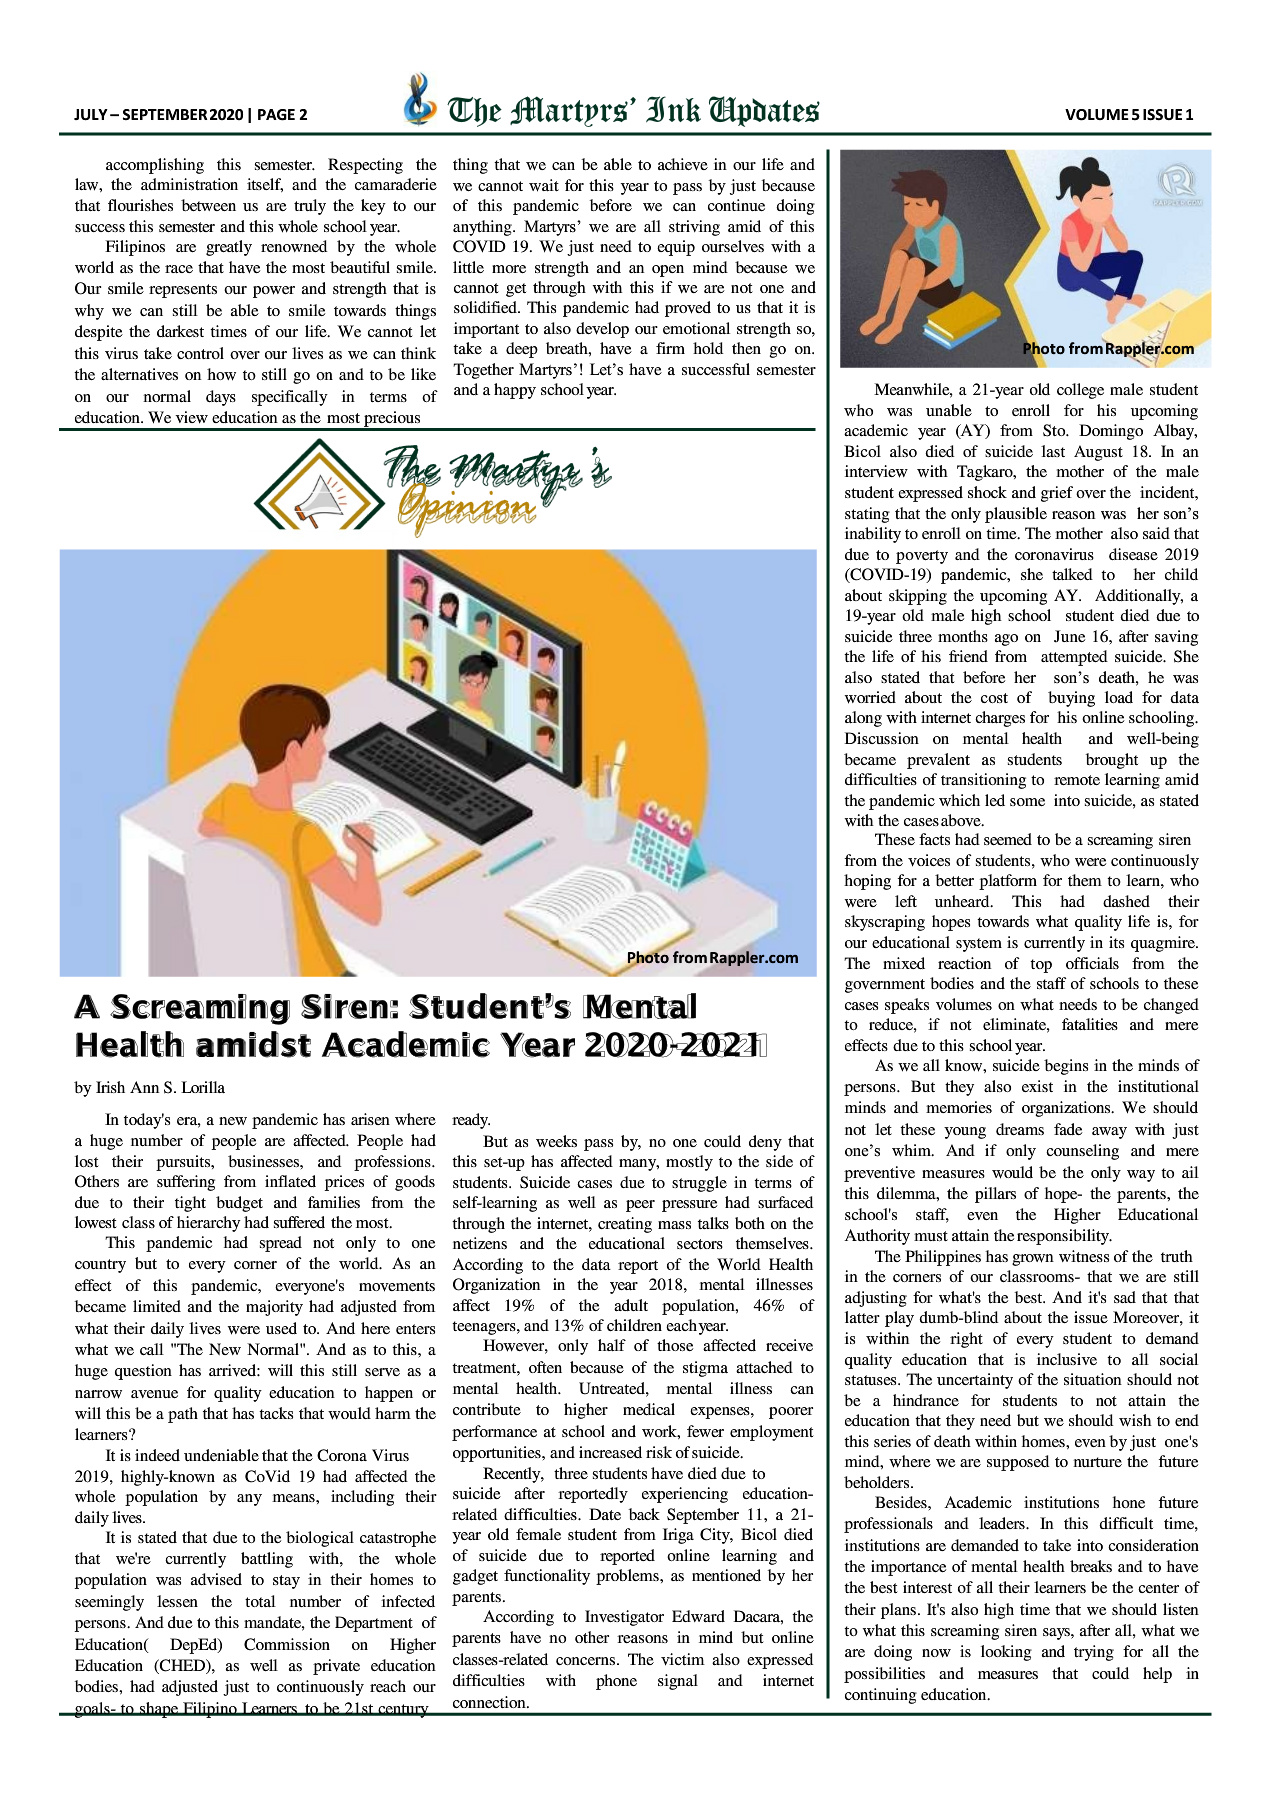 JULY – SEPTEMBER 2020 | PAGE 2
The Martyrs’ Ink Updates
VOLUME 5 ISSUE 1
accomplishing this semester. Respecting the
law, the administration itself, and the camaraderie
that flourishes between us are truly the key to our
success this semester and this whole school year.
Filipinos are greatly renowned by the whole
world as the race that have the most beautiful smile.
Our smile represents our power and strength that is
why we can still be able to smile towards things
despite the darkest times of our life. We cannot let
this virus take control over our lives as we can think
the alternatives on how to still go on and to be like
on our normal days specifically in terms of
education. We view education as the most precious
thing that we can be able to achieve in our life and
we cannot wait for this year to pass by just because
of this pandemic before we can continue doing
anything. Martyrs’ we are all striving amid of this
COVID 19. We just need to equip ourselves with a
little more strength and an open mind because we
cannot get through with this if we are not one and
solidified. This pandemic had proved to us that it is
important to also develop our emotional strength so,
take a deep breath, have a firm hold then go on.
Together Martyrs’! Let’s have a successful semester
and a happy school year.
The Martyr’s
Opinion
Photo from Rappler.com
A Screaming Siren: Student’s Mental
Health amidst Academic Year 2020-2021
by Irish Ann S. Lorilla
In today's era, a new pandemic has arisen where
a huge number of people are affected. People had
lost their pursuits, businesses, and professions.
Others are suffering from inflated prices of goods
due to their tight budget and families from the
lowest class of hierarchy had suffered the most.
This pandemic had spread not only to one
country but to every corner of the world. As an
effect of this pandemic, everyone's movements
became limited and the majority had adjusted from
what their daily lives were used to. And here enters
what we call "The New Normal". And as to this, a
huge question has arrived: will this still serve as a
narrow avenue for quality education to happen or
will this be a path that has tacks that would harm the
learners?
It is indeed undeniable that the Corona Virus
2019, highly-known as CoVid 19 had affected the
whole population by any means, including their
daily lives.
It is stated that due to the biological catastrophe
that we're currently battling with, the whole
population was advised to stay in their homes to
seemingly lessen the total number of infected
persons. And due to this mandate, the Department of
Education( DepEd) Commission on Higher
Education (CHED), as well as private education
bodies, had adjusted just to continuously reach our
goals- to shape Filipino Learners to be 21st century
ready.
But as weeks pass by, no one could deny that
this set-up has affected many, mostly to the side of
students. Suicide cases due to struggle in terms of
self-learning as well as peer pressure had surfaced
through the internet, creating mass talks both on the
netizens and the educational sectors themselves.
According to the data report of the World Health
Organization in the year 2018, mental illnesses
affect 19% of the adult population, 46% of
teenagers, and 13% of children each year.
However, only half of those affected receive
treatment, often because of the stigma attached to
mental health. Untreated, mental illness can
contribute to higher medical expenses, poorer
performance at school and work, fewer employment
opportunities, and increased risk of suicide.
Recently, three students have died due to
suicide after reportedly experiencing education-
related difficulties. Date back September 11, a 21-
year old female student from Iriga City, Bicol died
of suicide due to reported online learning and
gadget functionality problems, as mentioned by her
parents.
According to Investigator Edward Dacara, the
parents have no other reasons in mind but online
classes-related concerns. The victim also expressed
difficulties with phone signal and internet
connection.
RAPPLER.COM
Photo from Rappler.com
Meanwhile, a 21-year old college male student
who was unable to enroll for his upcoming
academic year (AY) from Sto. Domingo Albay,
Bicol also died of suicide last August 18. In an
interview with Tagkaro, the mother of the male
student expressed shock and grief over the incident,
stating that the only plausible reason was her son’s
inability to enroll on time. The mother also said that
due to poverty and the coronavirus disease 2019
(COVID-19) pandemic, she talked to her child
about skipping the upcoming AY. Additionally, a
19-year old male high school student died due to
suicide three months ago on June 16, after saving
the life of his friend from attempted suicide. She
also stated that before her son’s death, he was
worried about the cost of buying load for data
along with internet charges for his online schooling.
Discussion on mental health and well-being
became prevalent as students brought up the
difficulties of transitioning to remote learning amid
the pandemic which led some into suicide, as stated
with the cases above.
These facts had seemed to be a screaming siren
from the voices of students, who were continuously
hoping for a better platform for them to learn, who
were left unheard. This had dashed their
skyscraping hopes towards what quality life is, for
our educational system is currently in its quagmire.
The mixed reaction of top officials from the
government bodies and the staff of schools to these
cases speaks volumes on what needs to be changed
to reduce, if not eliminate, fatalities and mere
effects due to this school year.
As we all know, suicide begins in the minds of
persons. But they also exist in the institutional
minds and memories of organizations. We should
not let these young dreams fade away with just
one’s whim. And if only counseling and mere
preventive measures would be the only way to ail
this dilemma, the pillars of hope- the parents, the
school's staff, even the Higher Educational
Authority must attain the responsibility.
The Philippines has grown witness of the truth
in the corners of our classrooms- that we are still
adjusting for what's the best. And it's sad that that
latter play dumb-blind about the issue Moreover, it
is within the right of every student to demand
quality education that is inclusive to all social
statuses. The uncertainty of the situation should not
be a hindrance for students to not attain the
education that they need but we should wish to end
this series of death within homes, even by just one's
mind, where we are supposed to nurture the future
beholders.
Besides, Academic institutions hone future
professionals and leaders. In this difficult time,
institutions are demanded to take into consideration
the importance of mental health breaks and to have
the best interest of all their learners be the center of
their plans. It's also high time that we should listen
to what this screaming siren says, after all, what we
are doing now is looking and trying for all the
possibilities and measures that could help in
continuing education.